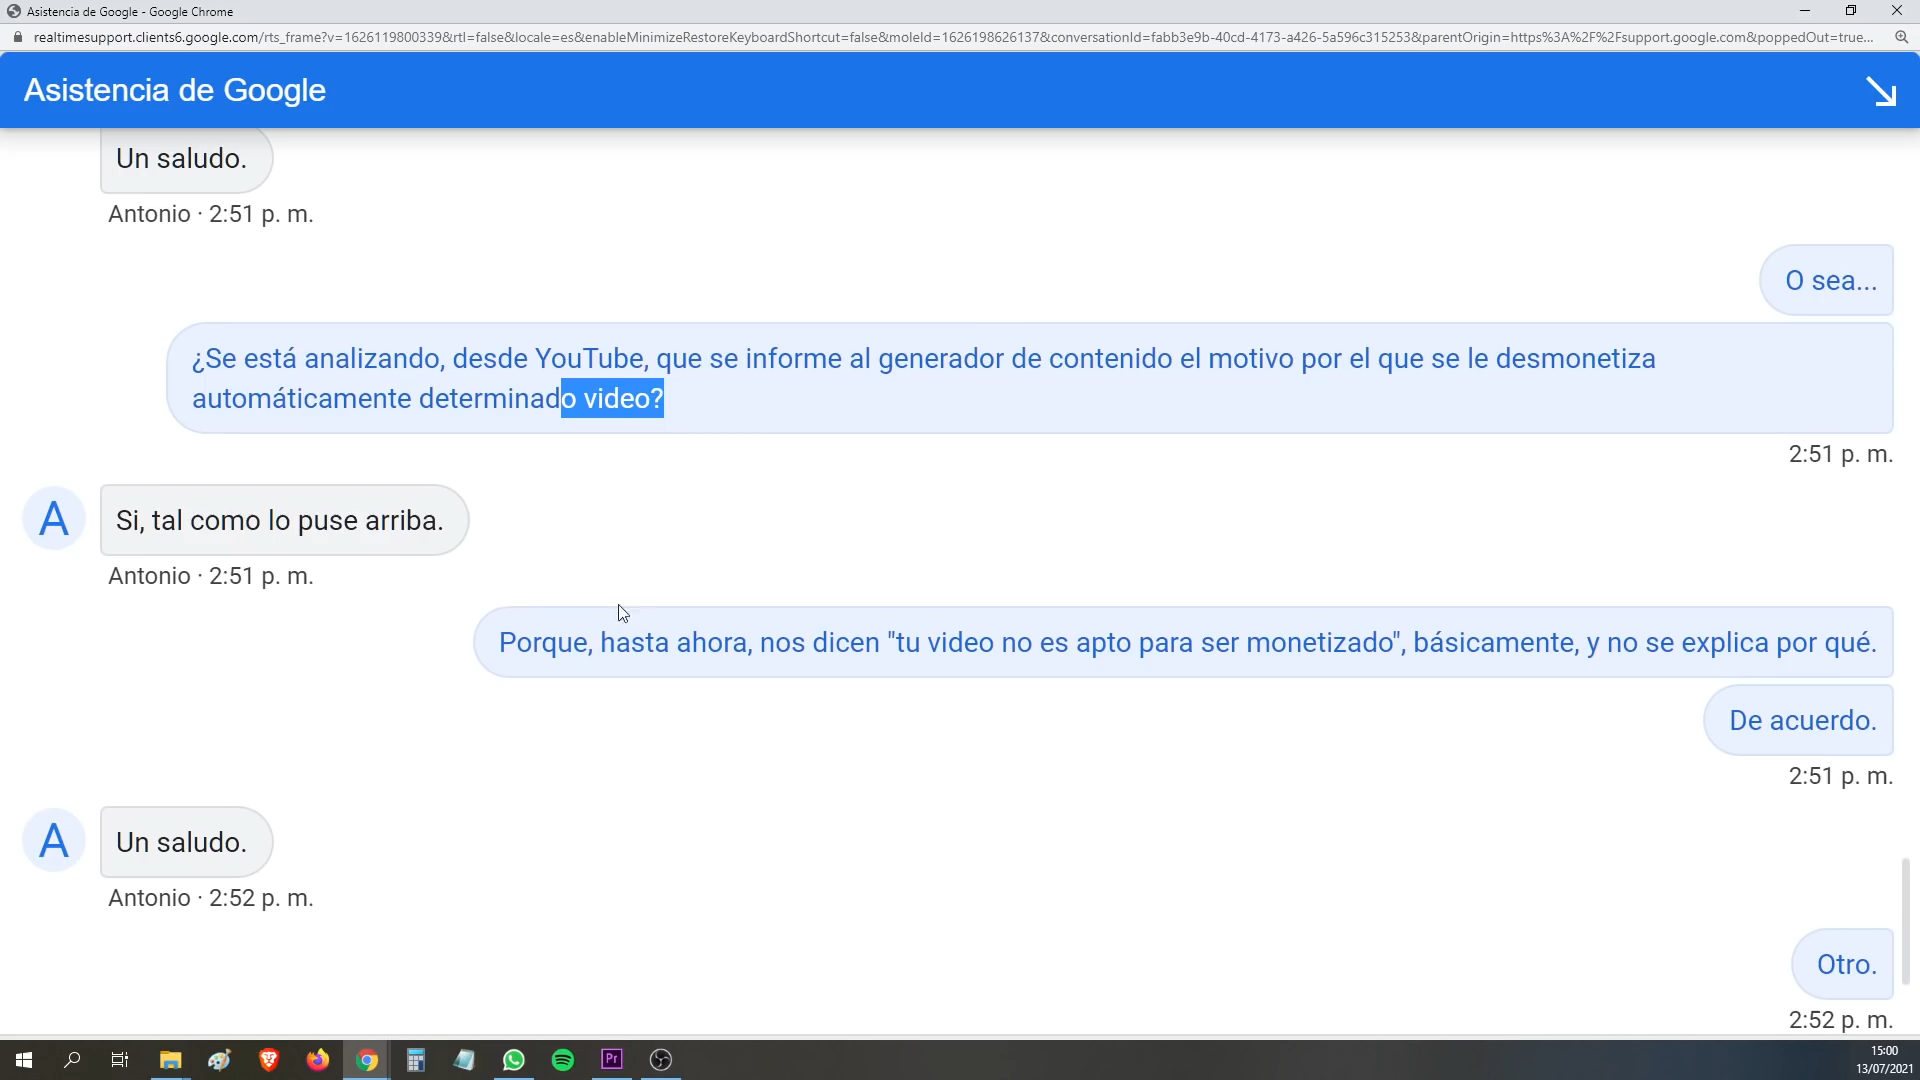 Asistencia de Google - Google Chrome
realtimesupport.clients6.google.com/rts_frame?v=1626119800339&rtl=false&locale=es&enableMinimizeRestoreKeyboardShortcut=false&moleId=1626198626137&conversationId=fabb3e9b-40cd-4173-a426-5a596c315253&parentOrigin=https%3A%2F%2Fsupport.google.com&poppedOut=true...
Asistencia de Google
Un saludo.
Antonio · 2:51 p. m.
O sea...
¿Se está analizando, desde YouTube, que se informe al generador de contenido el motivo por el que se le desmonetiza
automáticamente determinado video?
2:51 p. m.
A
Si, tal como lo puse arriba.
Antonio · 2:51 p. m.
Porque, hasta ahora, nos dicen "tu video no es apto para ser monetizado", básicamente, y no se explica por qué.
De acuerdo.
2:51 p. m.
A
Un saludo.
Antonio · 2:52 p. m.
Otro.
2:52 p. m.
Pr
15:00
13/07/2021